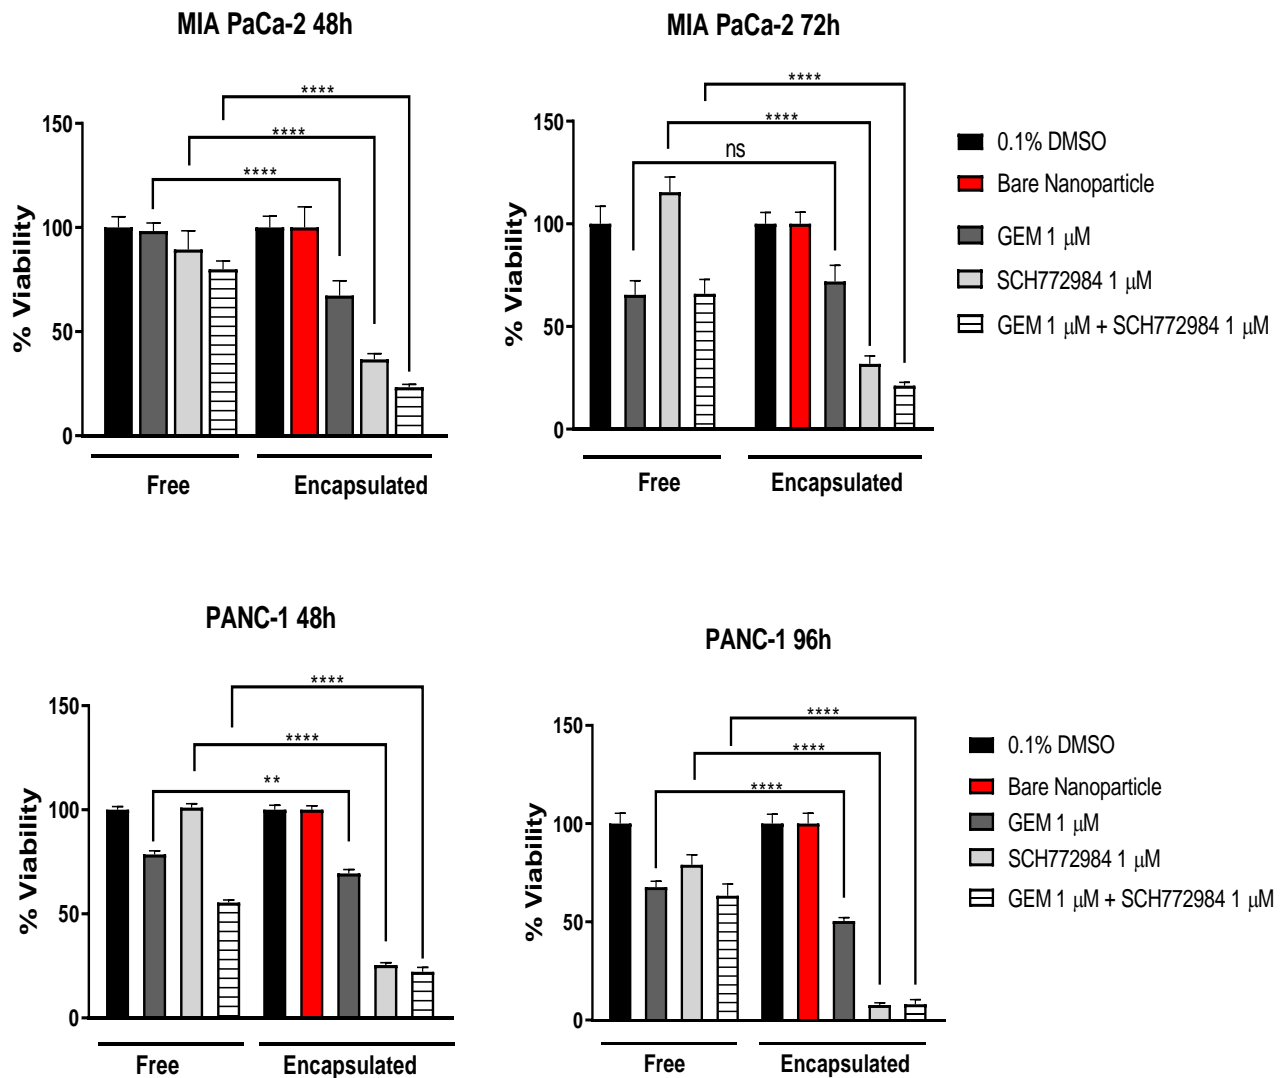 MIA PaCa-2 48h
****
****
****
150
100
50
0
% Viability
Free
Encapsulated
MIA PaCa-2 72h
****
****
ns
150
100
50
0
% Viability
Free
Encapsulated
0.1% DMSO
Bare Nanoparticle
GEM 1 μM
SCH772984 1 μM
GEM 1 μM + SCH772984 1 μM
PANC-1 48h
****
****
**
150
100
50
0
% Viability
Free
Encapsulated
PANC-1 96h
****
****
****
150
100
50
0
% Viability
Free
Encapsulated
0.1% DMSO
Bare Nanoparticle
GEM 1 μM
SCH772984 1 μM
GEM 1 μM + SCH772984 1 μM